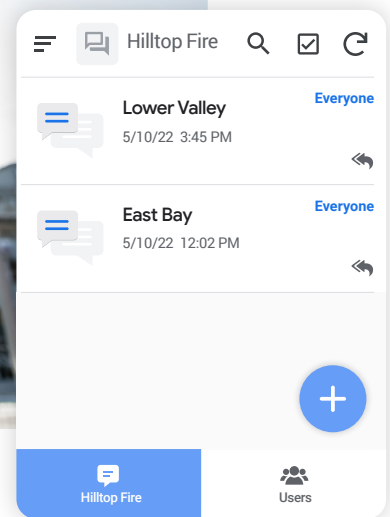 Hilltop Fire
Everyone
Lower Valley
5/10/22 3:45 PM
Everyone
East Bay
5/10/22 12:02 PM
Hilltop Fire
Users